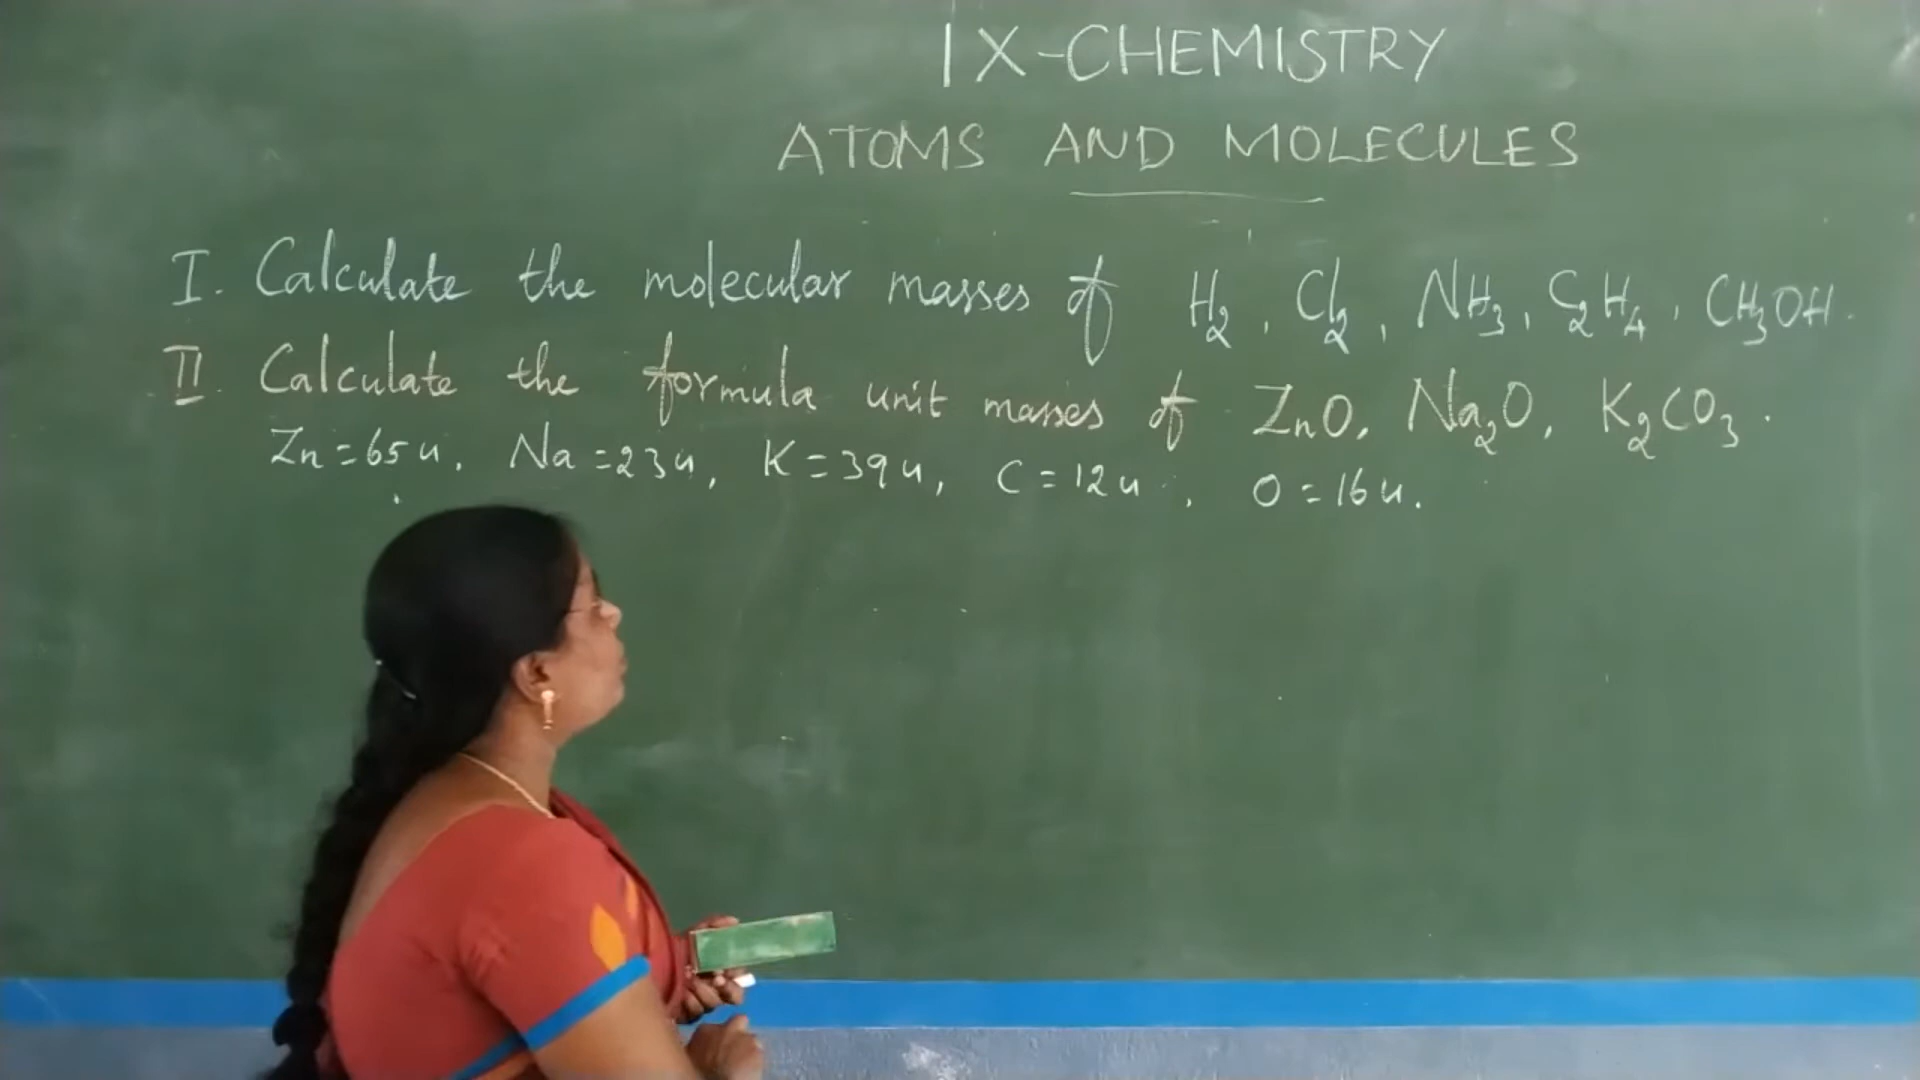 IX-CHEMISTRY
ATOMS AND MOLECULES
I. Calculate the molecular masses of H₂, Cl₂, NH₃, C₂H₄, CH₃OH.
II. Calculate the formula unit masses of ZnO, Na₂O, K₂CO₃.
Zn=65u, Na=23u, K=39u, C=12u, O=16u.